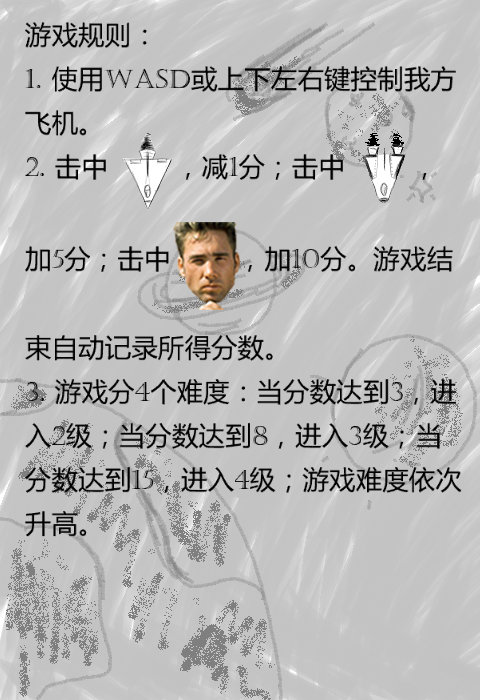 游戏规则：
1. 使用WASD或上下左右键控制我方
飞机。
2. 击中 ，减1分；击中 ，
加5分；击中 ，加10分。游戏结
束自动记录所得分数。
3. 游戏分4个难度：当分数达到3，进
入2级；当分数达到8，进入3级；当
分数达到15，进入4级；游戏难度依次
升高。